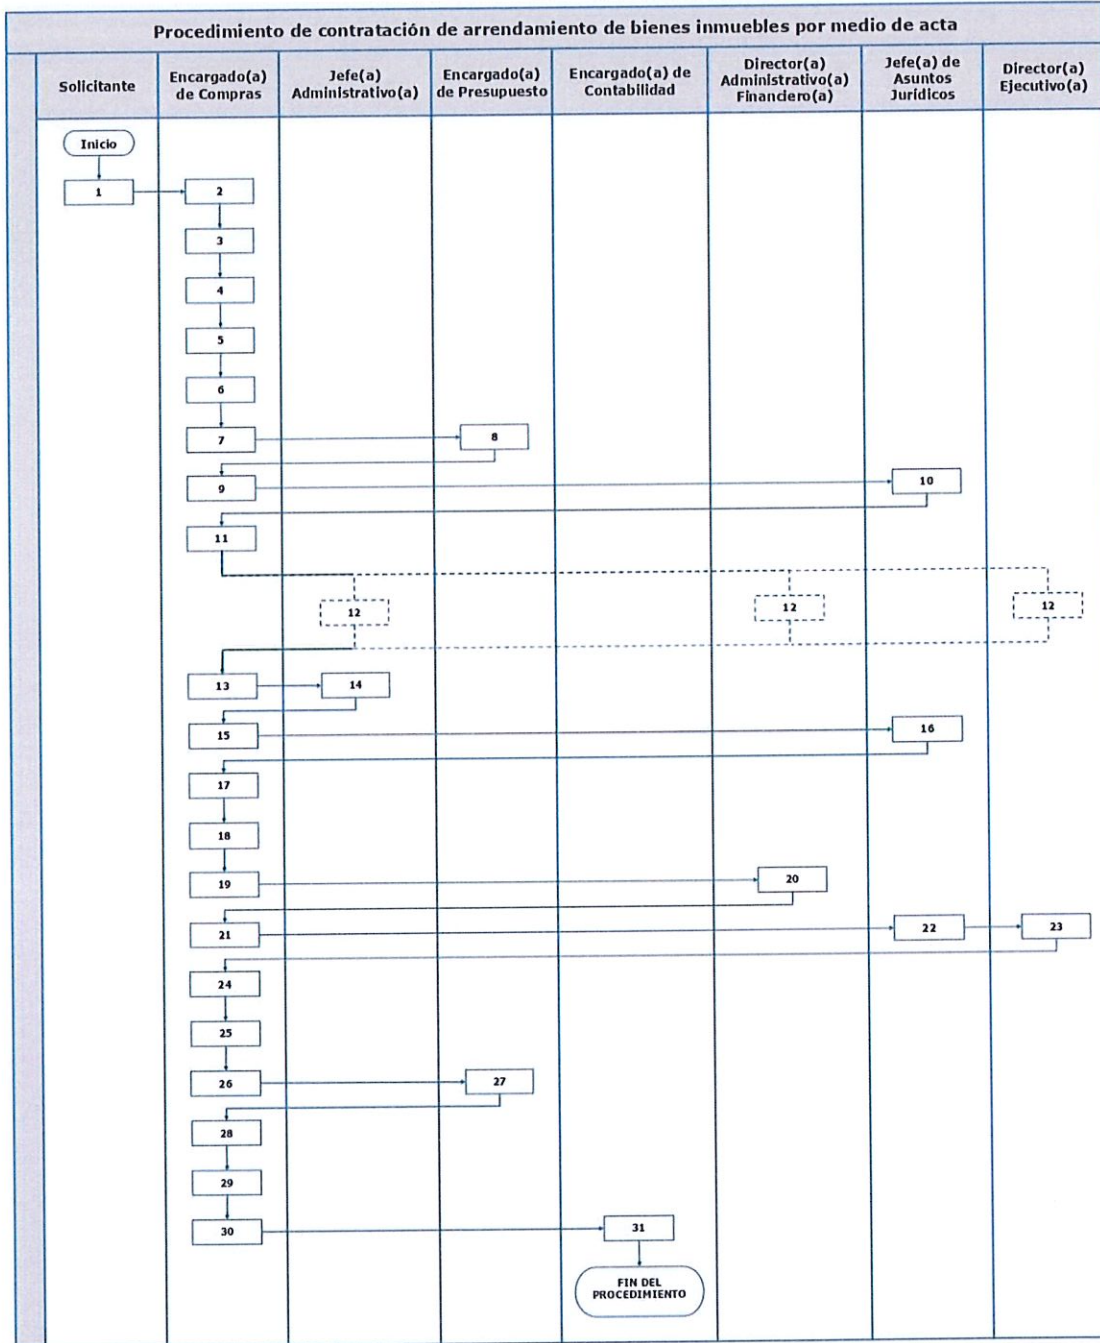 Procedimiento de contratación de arrendamiento de bienes inmuebles por medio de acta
Solicitante
Encargado(a)
de Compras
Jefe(a)
Administrativo(a)
Encargado(a)
de Presupuesto
Encargado(a) de
Contabilidad
Director(a)
Administrativo(a)
Financiero(a)
Jefe(a) de
Asuntos
Jurídicos
Director(a)
Ejecutivo(a)
Inicio
1
2
3
4
5
6
7
8
9
10
11
12
12
12
13
14
15
16
17
18
19
20
21
22
23
24
25
26
27
28
29
30
31
FIN DEL
PROCEDIMIENTO